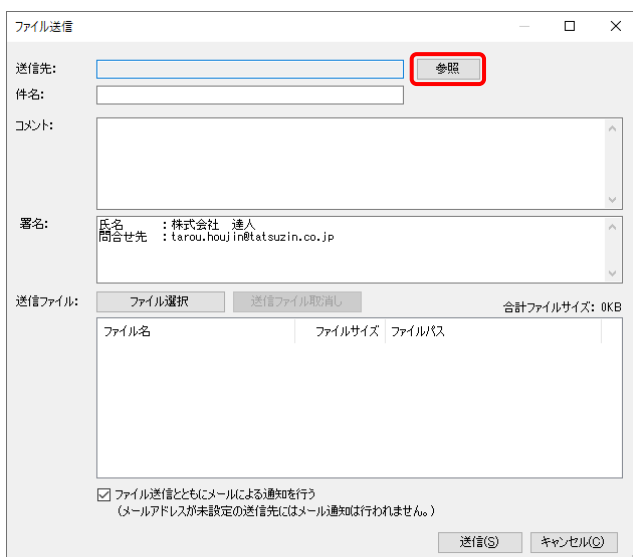 ファイル送信
送信先: 参照
件名:
コメント:
署名: 氏名　　：株式会社　達人
問合せ先　：tarou.houjin@tatsuzin.co.jp
送信ファイル: ファイル選択 送信ファイル取消し 合計ファイルサイズ: 0KB
ファイル名 ファイルサイズ ファイルパス
ファイル送信とともにメールによる通知を行う
(メールアドレスが未設定の送信先にはメール通知は行われません。)
送信(S) キャンセル(C)